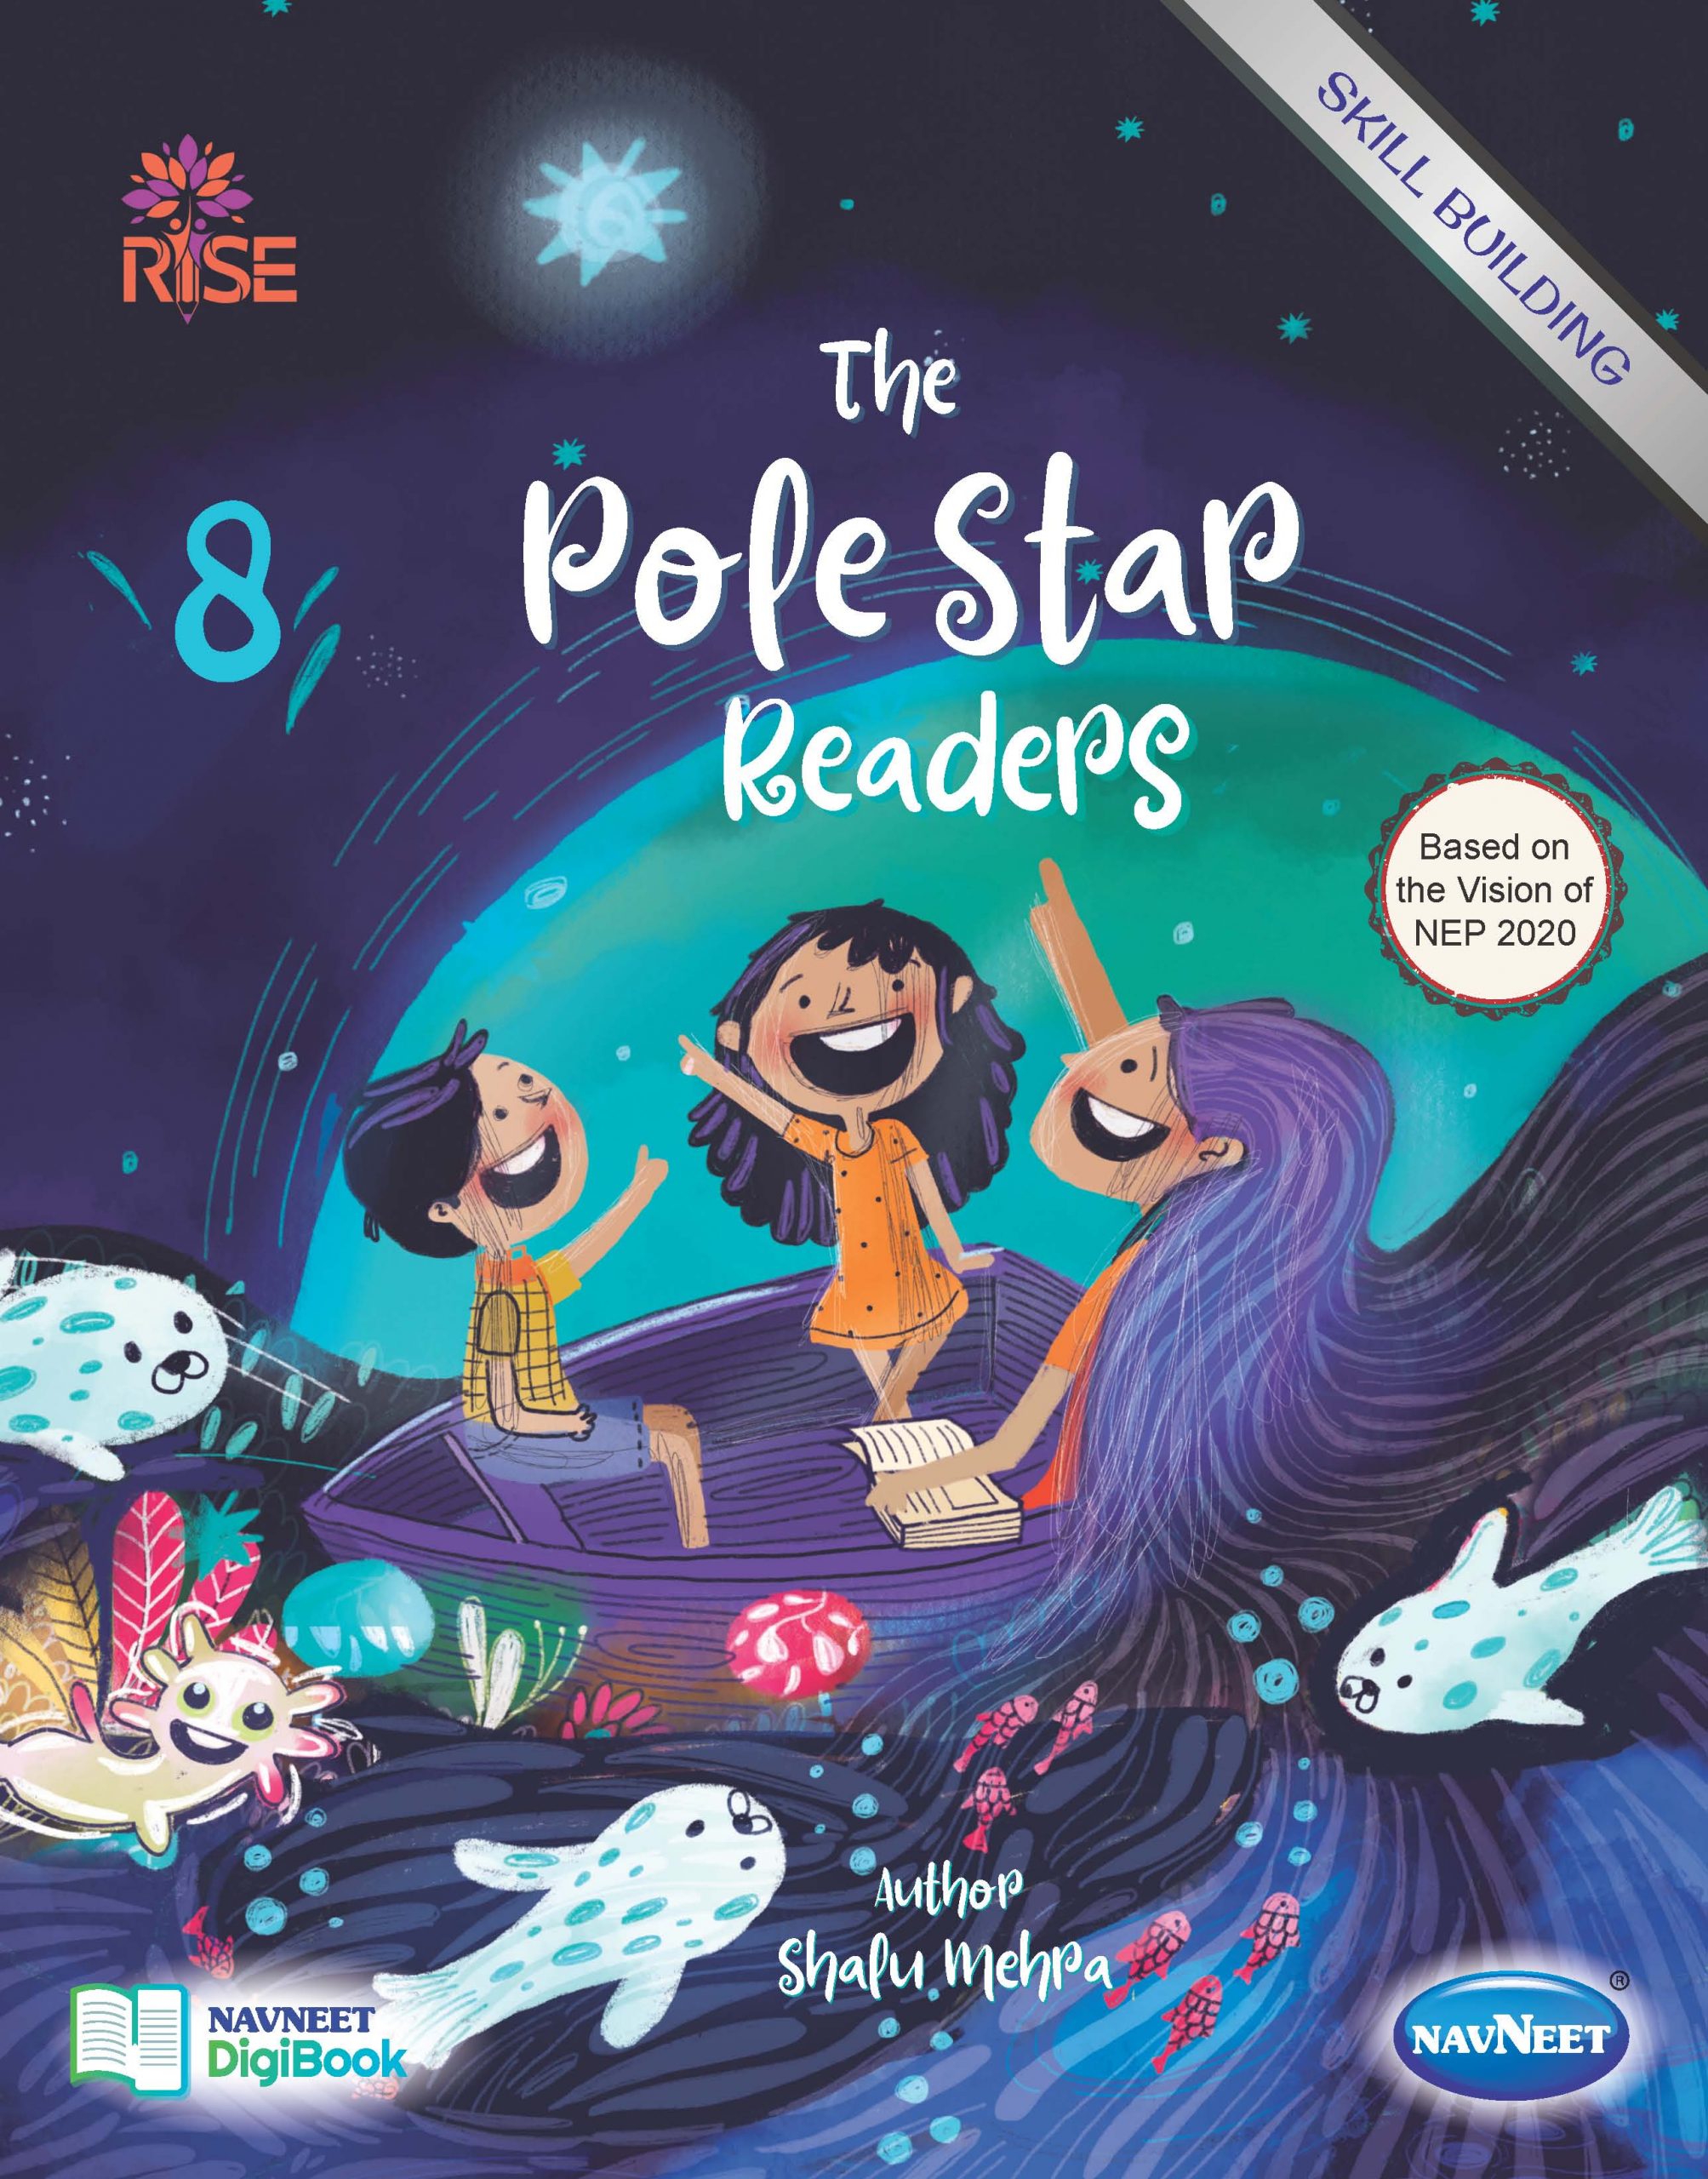 SKILL BUILDING
RISE
The
8
Pole Star
Readers
Based on
the Vision of
NEP 2020
Author
Shalu Mehra
NAVNEET
DigiBook
NAVNEET
®